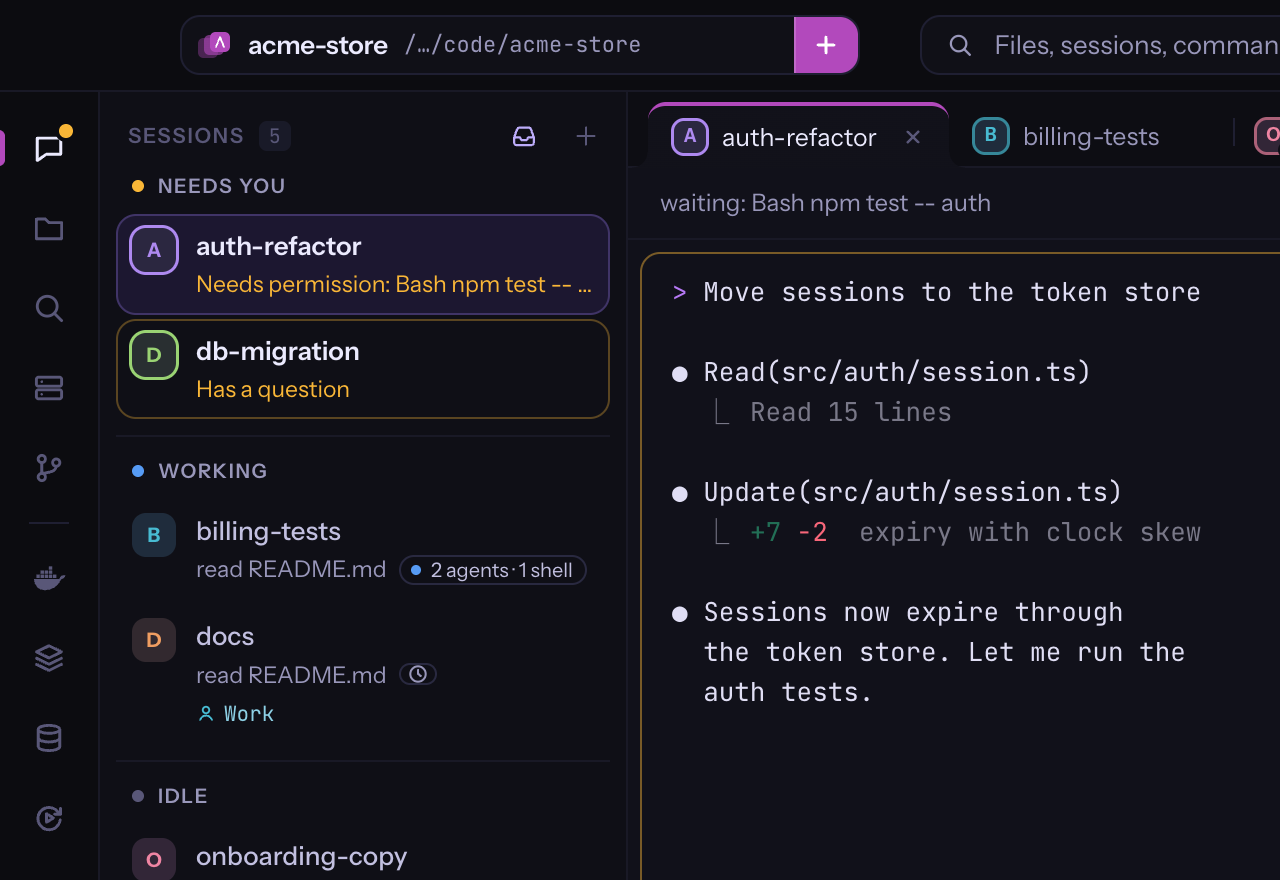 acme-store /…/code/acme-store
Files, sessions, comman
SESSIONS 5
NEEDS YOU
A auth-refactor
Needs permission: Bash npm test -- …
D db-migration
Has a question
WORKING
B billing-tests
read README.md 2 agents · 1 shell
D docs
read README.md
Work
IDLE
O onboarding-copy
A auth-refactor
B billing-tests
O
waiting: Bash npm test -- auth
> Move sessions to the token store
● Read(src/auth/session.ts)
⎿ Read 15 lines
● Update(src/auth/session.ts)
⎿ +7 -2 expiry with clock skew
● Sessions now expire through
the token store. Let me run the
auth tests.